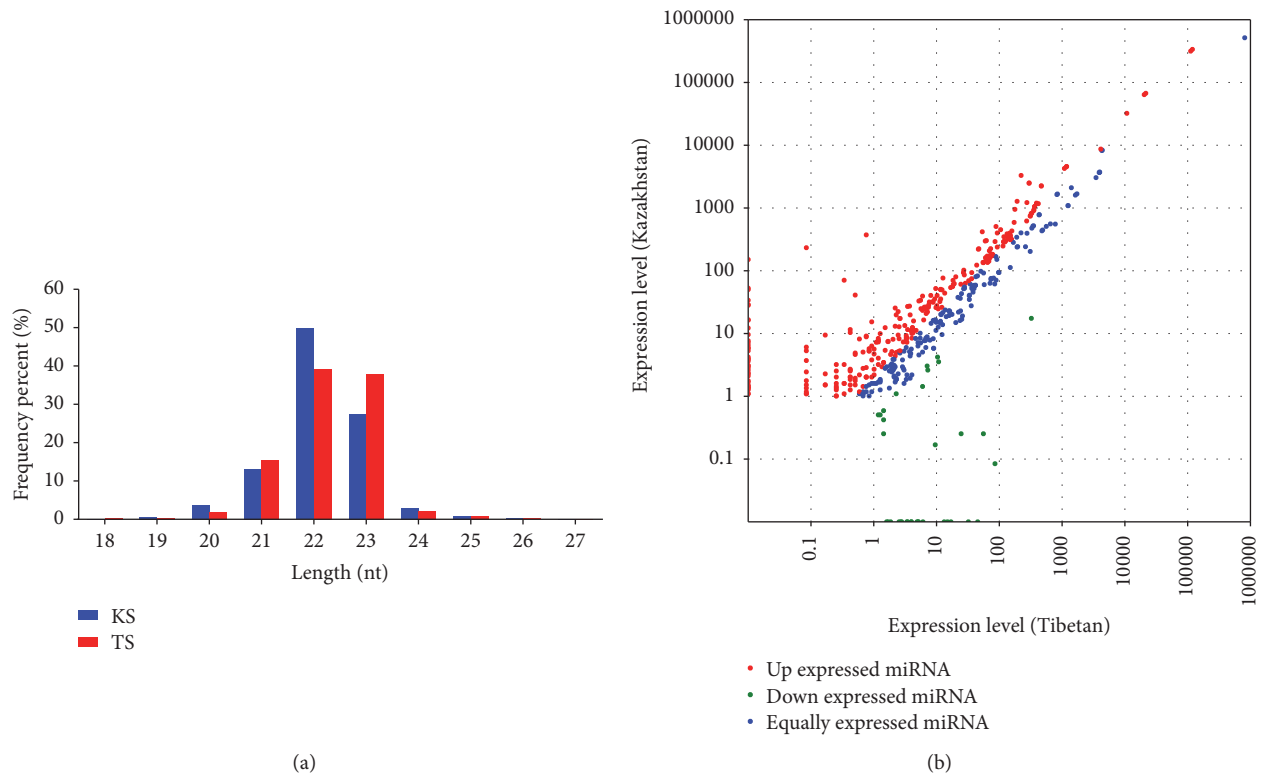 60
50
40
30
20
10
0
Frequency percent (%)
18 19 20 21 22 23 24 25 26 27
Length (nt)
KS
TS
(a)
1000000
100000
10000
1000
100
10
1
0.1
Expression level (Kazakhstan)
0.1 1 10 100 1000 10000 100000 1000000
Expression level (Tibetan)
Up expressed miRNA
Down expressed miRNA
Equally expressed miRNA
(b)